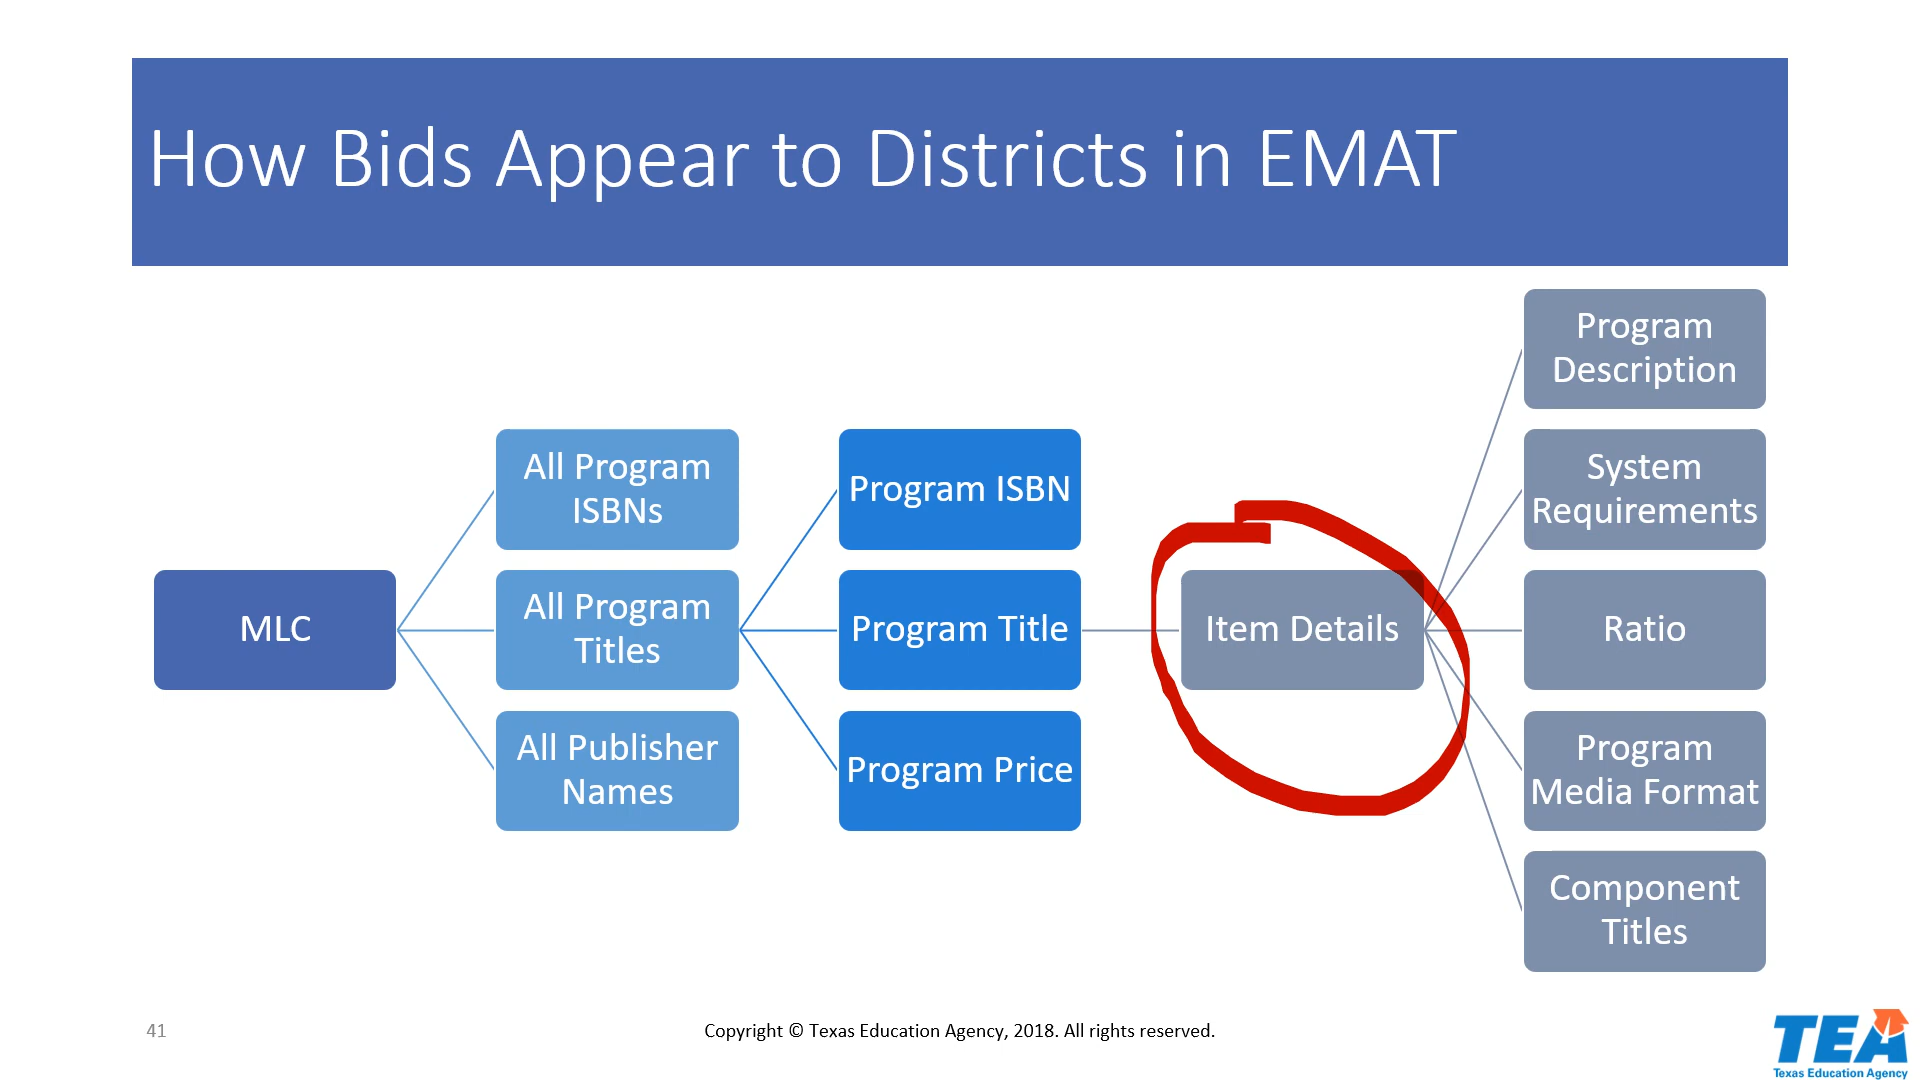 How Bids Appear to Districts in EMAT
MLC
All Program
ISBNs
All Program
Titles
All Publisher
Names
Program ISBN
Program Title
Program Price
Item Details
Program
Description
System
Requirements
Ratio
Program
Media Format
Component
Titles
41
Copyright © Texas Education Agency, 2018. All rights reserved.
TEA
Texas Education Agency